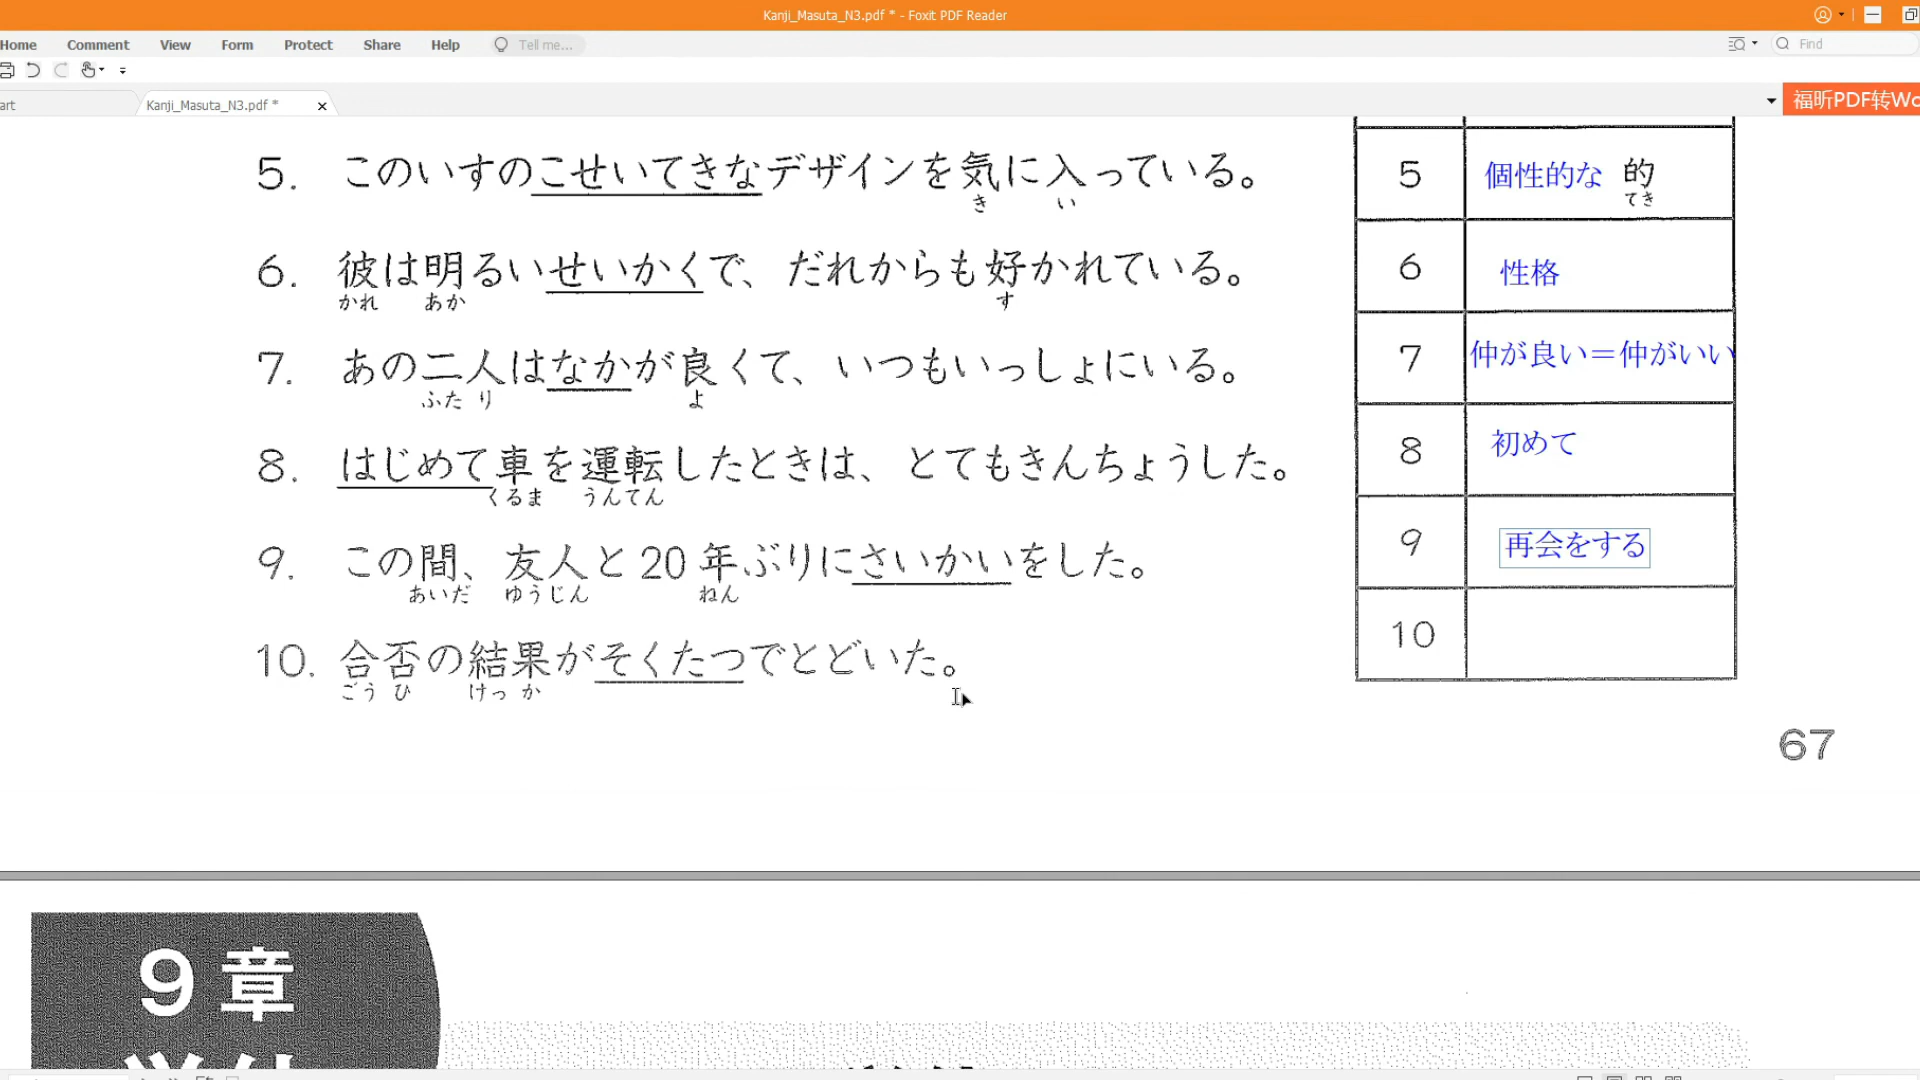 Kanji_Masuta_N3.pdf * - Foxit PDF Reader
Home Comment View Form Protect Share Help Tell me... Find
art Kanji_Masuta_N3.pdf * 福昕PDF转Wo
5. このいすのこせいてきなデザインを気に入っている。
き い
6. 彼は明るいせいかくで、だれからも好かれている。
かれ あか す
7. あの二人はなかが良くて、いつもいっしょにいる。
ふた り よ
8. はじめて車を運転したときは、とてもきんちょうした。
くるま うんてん
9. この間、友人と20年ぶりにさいかいをした。
あいだ ゆうじん ねん
10. 合否の結果がそくたつでとどいた。
ごう ひ けっ か
5 個性的な 的
てき
6 性格
7 仲が良い＝仲がいい
8 初めて
9 再会をする
10
67
9章